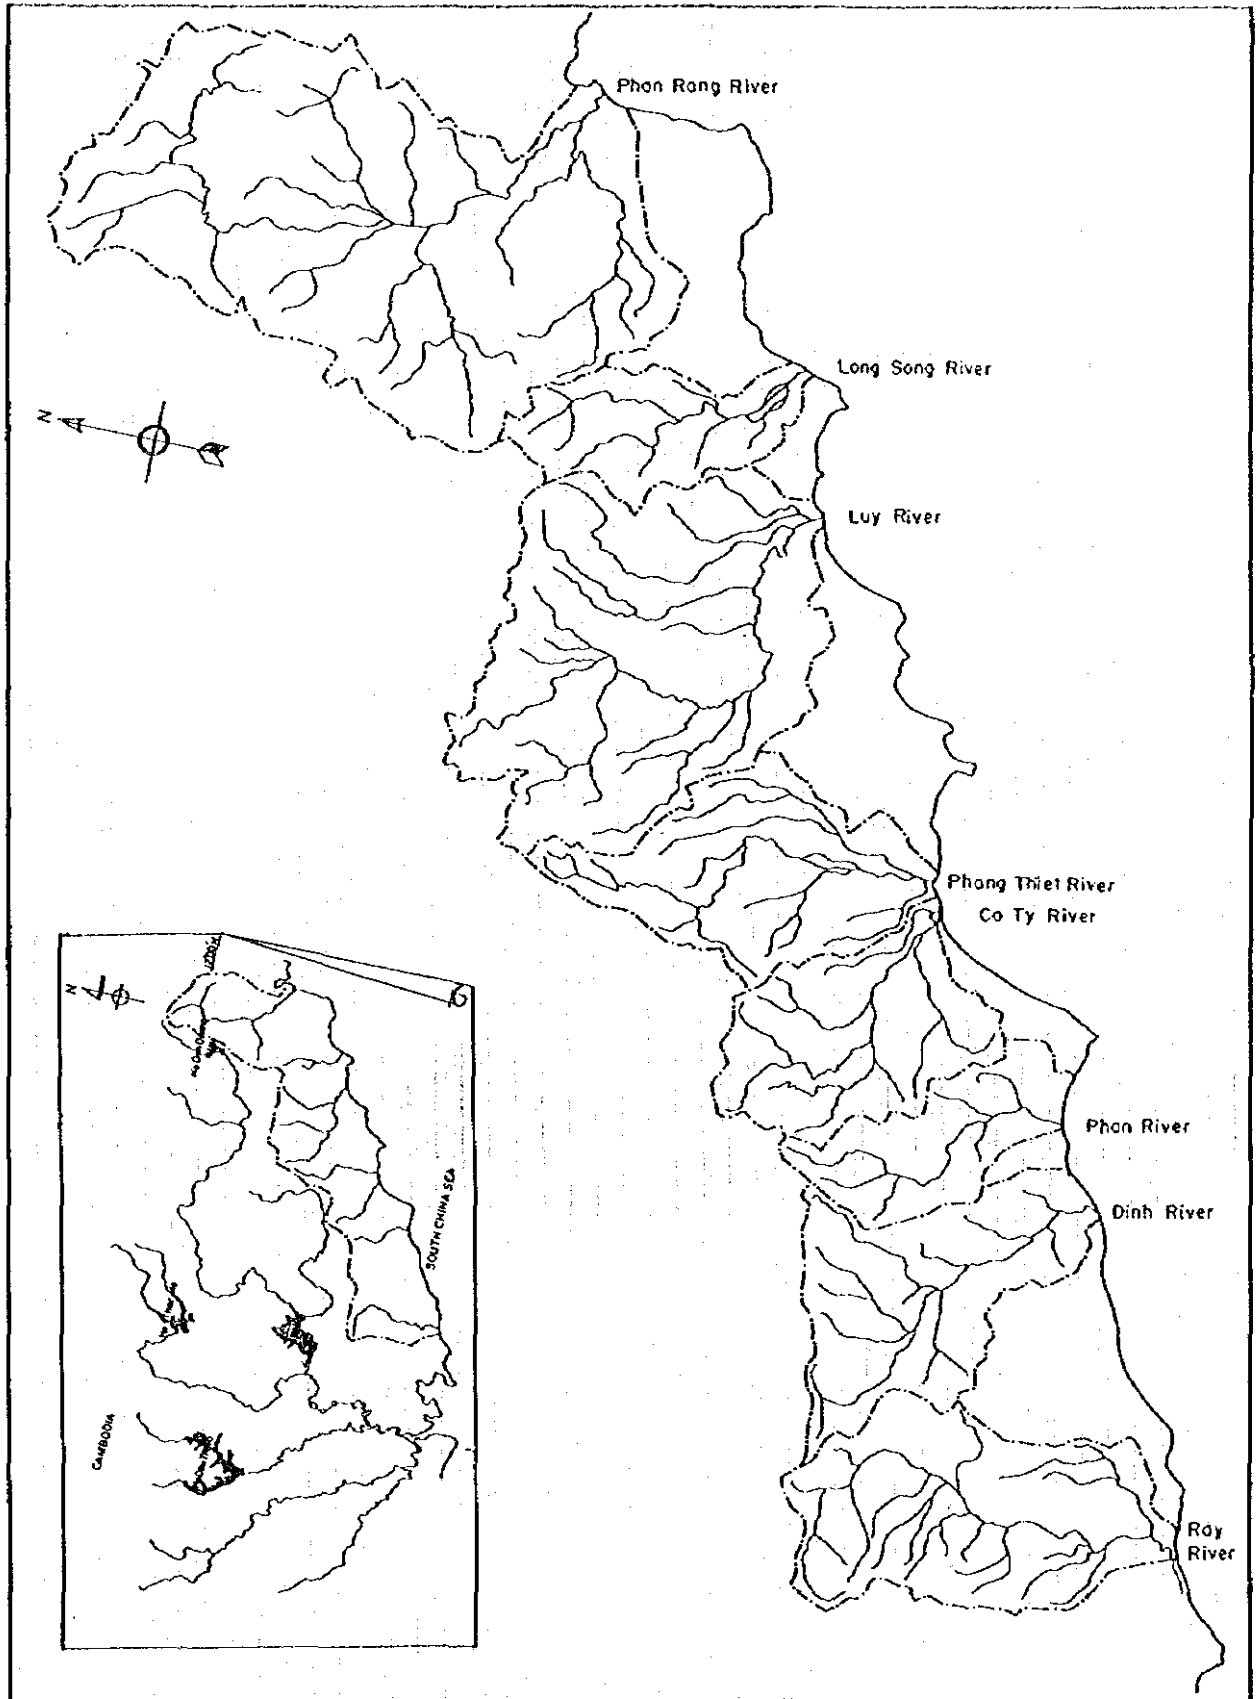 Phan Rang River
Long Song River
N
Luy River
Phang Thiet River
Co Ty River
N
Phan River
SOUTH CHINA SEA
Dinh River
CAMBODIA
Ray
River